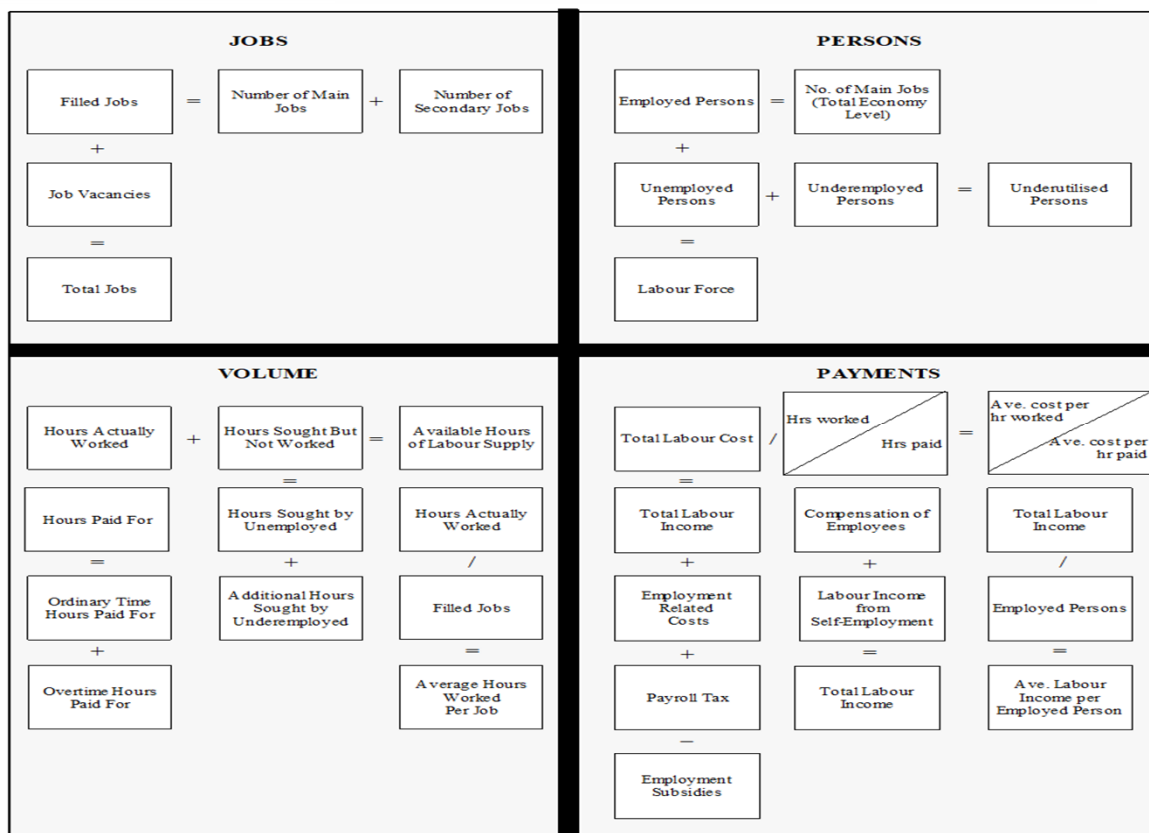 JOBS
Filled Jobs
=
Number of Main
Jobs
+
Number of
Secondary Jobs
+
Job Vacancies
=
Total Jobs
PERSONS
Employed Persons
=
No. of Main Jobs
(Total Economy
Level)
+
Unemployed
Persons
+
Underemployed
Persons
=
Underutilised
Persons
=
Labour Force
VOLUME
Hours Actually
Worked
+
Hours Sought But
Not Worked
=
Available Hours
of Labour Supply
=
Hours Paid For
Hours Sought by
Unemployed
Hours Actually
Worked
=
+
/
Ordinary Time
Hours Paid For
Additional Hours
Sought by
Underemployed
Filled Jobs
+
=
Overtime Hours
Paid For
Average Hours
Worked
Per Job
PAYMENTS
Total Labour Cost
/
Hrs worked
Hrs paid
=
Ave. cost per
hr worked
Ave. cost per
hr paid
=
Total Labour
Income
Compensation of
Employees
Total Labour
Income
+
+
/
Employment
Related
Costs
Labour Income
from
Self-Employment
Employed Persons
+
=
=
Payroll Tax
Total Labour
Income
Ave. Labour
Income per
Employed Person
−
Employment
Subsidies